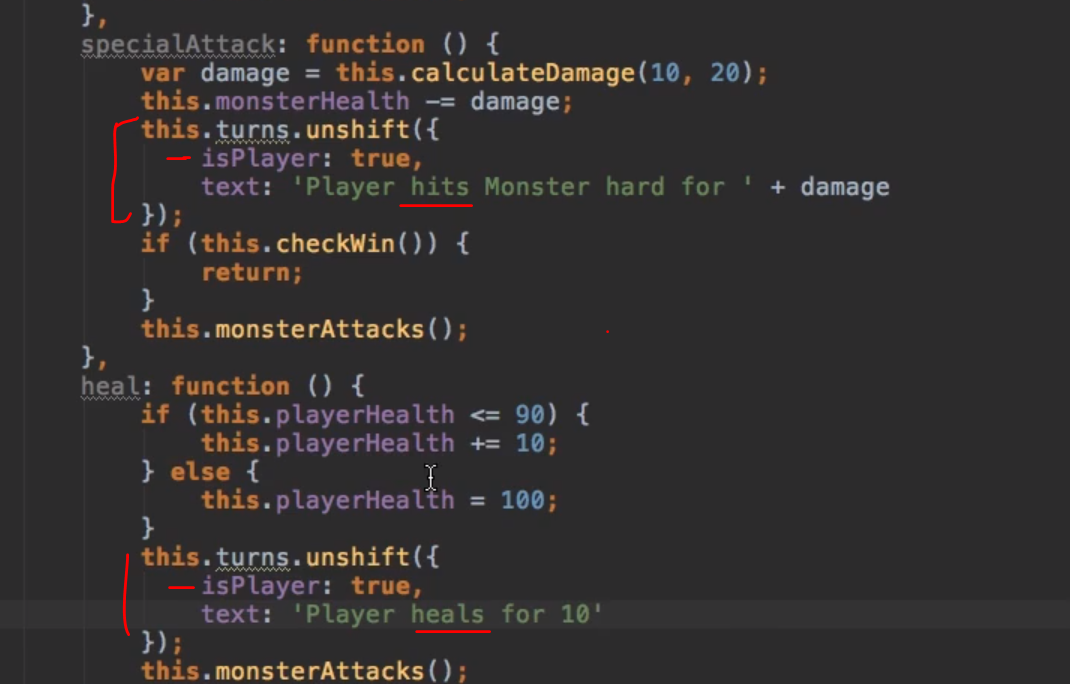 },
specialAttack: function () {
var damage = this.calculateDamage(10, 20);
this.monsterHealth -= damage;
this.turns.unshift({
isPlayer: true,
text: 'Player hits Monster hard for ' + damage
});
if (this.checkWin()) {
return;
}
this.monsterAttacks();
},
heal: function () {
if (this.playerHealth <= 90) {
this.playerHealth += 10;
} else {
this.playerHealth = 100;
}
this.turns.unshift({
isPlayer: true,
text: 'Player heals for 10'
});
this.monsterAttacks();